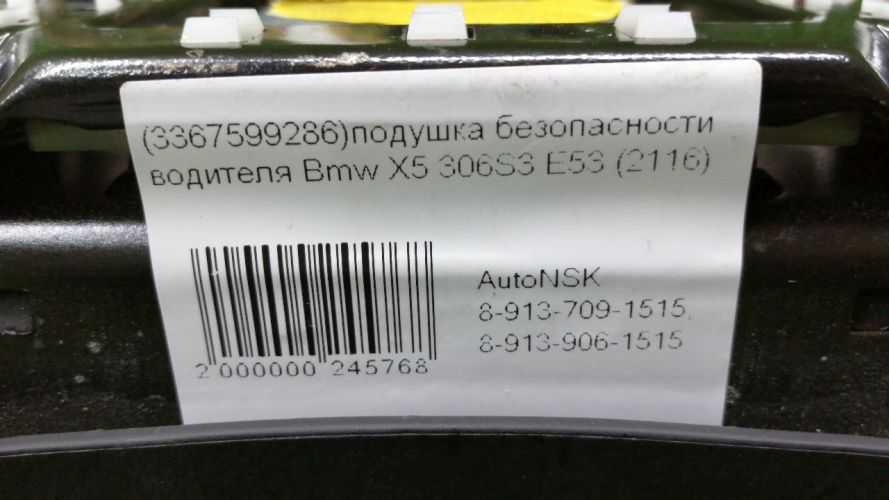 (3367599286)подушка безопасности
водителя Bmw X5 306S3 E53 (2116)
AutoNSK
8-913-709-1515,
8-913-906-1515
2 000000 245768